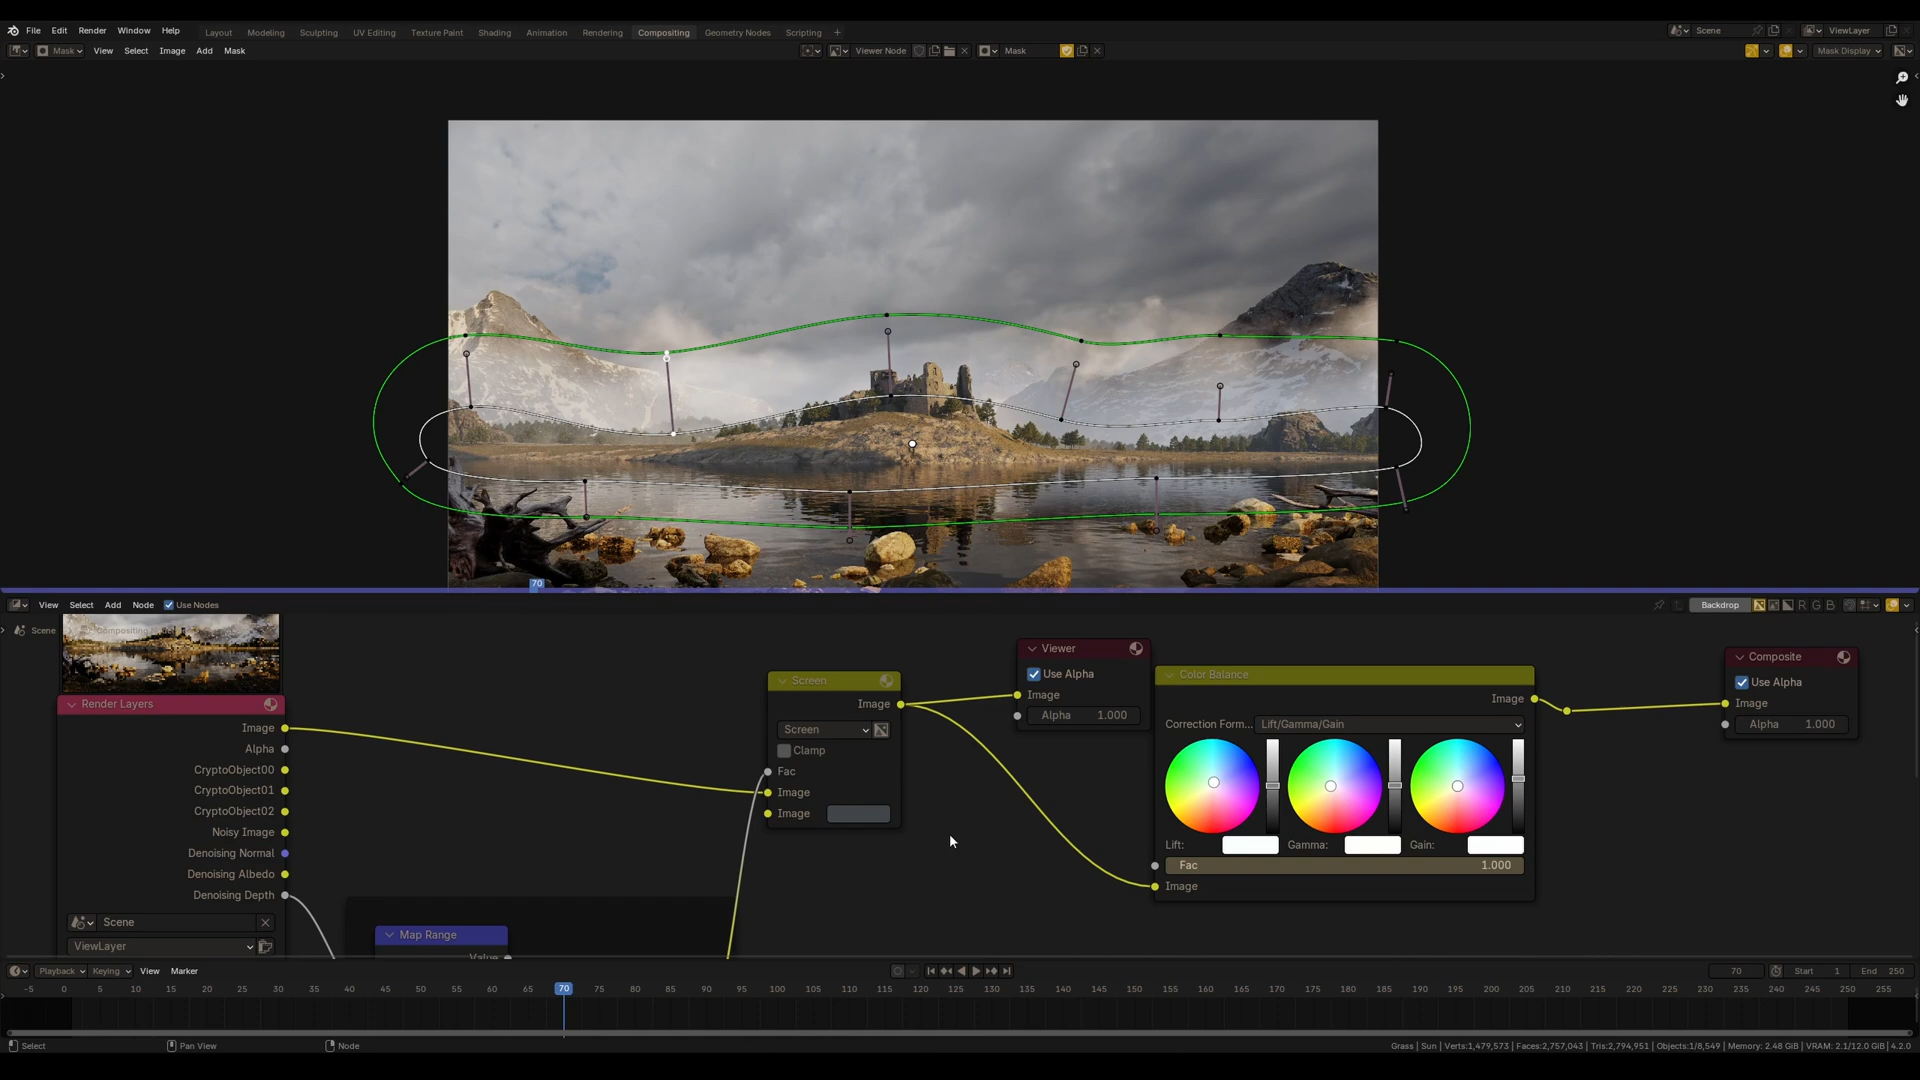 File Edit Render Window Help Layout Modeling Sculpting UV Editing Texture Paint Shading Animation Rendering Compositing Geometry Nodes Scripting + Scene ViewLayer
Mask View Select Image Add Mask Viewer Node Mask Mask Display
70
View Select Add Node Use Nodes Backdrop R G B
Scene
Viewer
Use Alpha
Image
Alpha 1.000
Composite
Use Alpha
Image
Alpha 1.000
Screen
Image
Screen
Clamp
Fac
Image
Image
Color Balance
Image
Correction Form... Lift/Gamma/Gain
Lift: Gamma: Gain:
Fac 1.000
Image
Render Layers
Image
Alpha
CryptoObject00
CryptoObject01
CryptoObject02
Noisy Image
Denoising Normal
Denoising Albedo
Denoising Depth
Scene
ViewLayer
Map Range
Value
Playback Keying View Marker 70 Start 1 End 250
-5 0 5 10 15 20 25 30 35 40 45 50 55 60 65 70 75 80 85 90 95 100 105 110 115 120 125 130 135 140 145 150 155 160 165 170 175 180 185 190 195 200 205 210 215 220 225 230 235 240 245 250 255
Select Pan View Node Grass | Sun | Verts:1,479,573 | Faces:2,757,043 | Tris:2,794,951 | Objects:1/8,549 | Memory: 2.48 GiB | VRAM: 2.1/12.0 GiB | 4.2.0